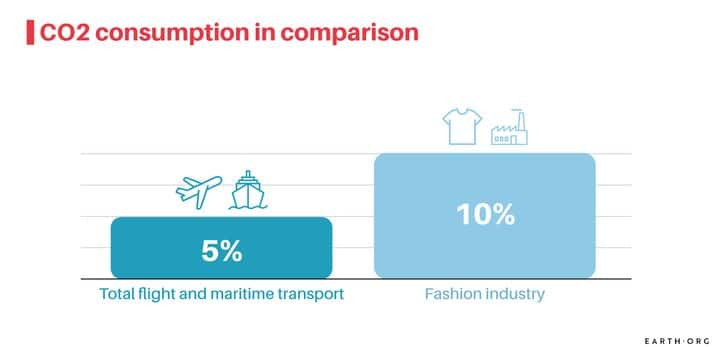 CO2 consumption in comparison
5%
10%
Total flight and maritime transport
Fashion industry
EARTH·ORG